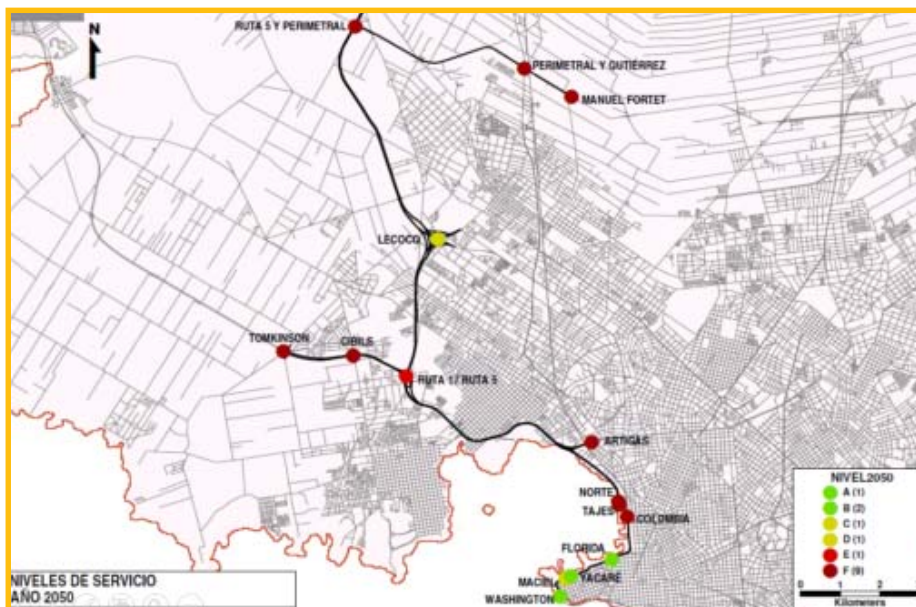 RUTA 5 Y PERIMETRAL
N
PERIMETRAL Y GUTIÉRREZ
MANUEL FORTET
LECOCQ
TOMKINSON
CIBILS
RUTA 1 / RUTA 5
ARTIGAS
NORTE
TAJES
COLOMBIA
FLORIDA
YACARÉ
MACIEL
WASHINGTON
NIVEL2050
A (1)
B (2)
C (1)
D (1)
E (1)
F (9)
0 1 2 3
Kilometers
NIVELES DE SERVICIO
AÑO 2050